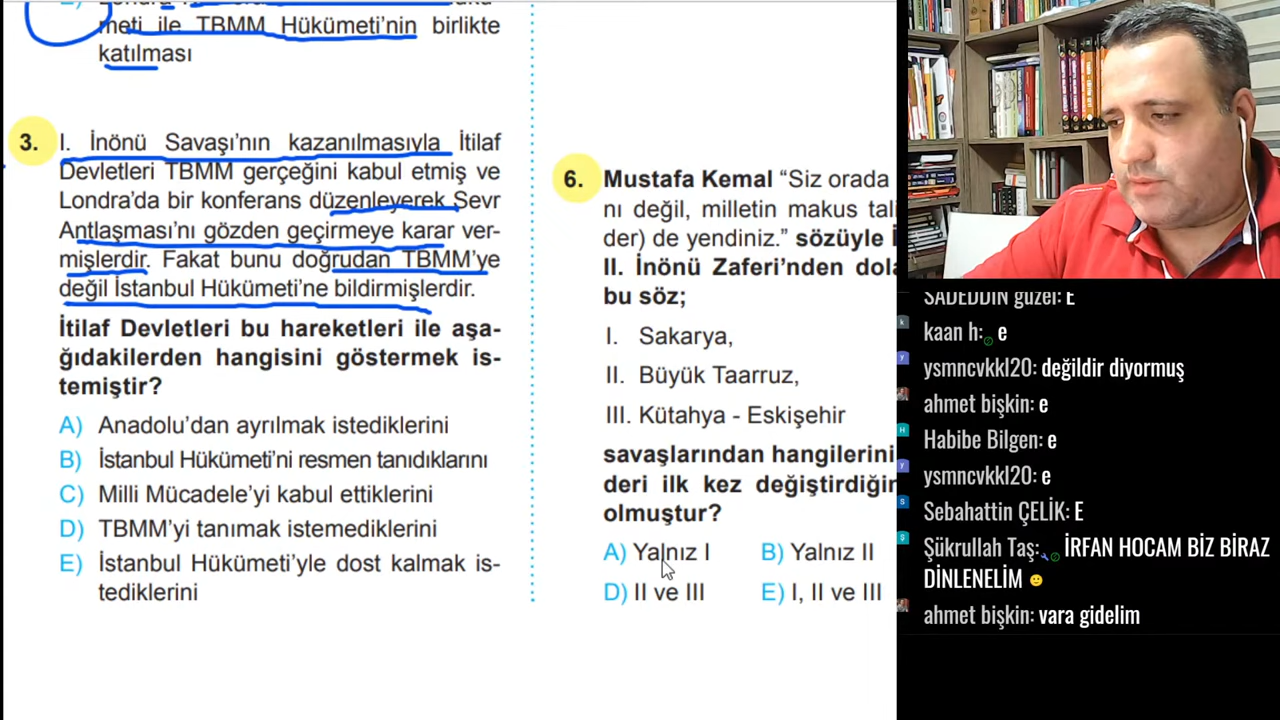 meti ile TBMM Hükümeti’nin birlikte
katılması
3. I. İnönü Savaşı’nın kazanılmasıyla İtilaf
Devletleri TBMM gerçeğini kabul etmiş ve
Londra’da bir konferans düzenleyerek Sevr
Antlaşması’nı gözden geçirmeye karar ver-
mişlerdir. Fakat bunu doğrudan TBMM’ye
değil İstanbul Hükümeti’ne bildirmişlerdir.
İtilaf Devletleri bu hareketleri ile aşa-
ğıdakilerden hangisini göstermek is-
temiştir?
A) Anadolu’dan ayrılmak istediklerini
B) İstanbul Hükümeti’ni resmen tanıdıklarını
C) Milli Mücadele’yi kabul ettiklerini
D) TBMM’yi tanımak istemediklerini
E) İstanbul Hükümeti’yle dost kalmak is-
tediklerini
6. Mustafa Kemal “Siz orada
nı değil, milletin makus tali
der) de yendiniz.” sözüyle İ
II. İnönü Zaferi’nden dola
bu söz;
I. Sakarya,
II. Büyük Taarruz,
III. Kütahya - Eskişehir
savaşlarından hangilerini
deri ilk kez değiştirdiğin
olmuştur?
A) Yalnız I B) Yalnız II
D) II ve III E) I, II ve III
SADEDDİN güzel: E
kaan h: e
ysmncvkkl20: değildir diyormuş
ahmet bişkin: e
Habibe Bilgen: e
ysmncvkkl20: e
Sebahattin ÇELİK: E
Şükrullah Taş: İRFAN HOCAM BİZ BİRAZ
DİNLENELİM
ahmet bişkin: vara gidelim